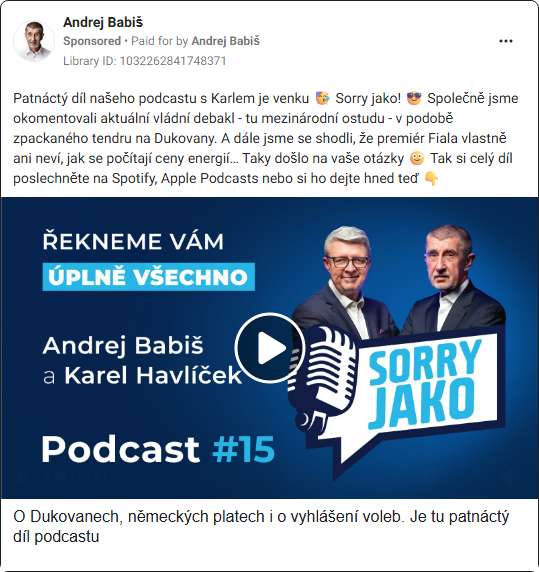 Andrej Babiš
Sponsored • Paid for by Andrej Babiš
Library ID: 1032262841748371
Patnáctý díl našeho podcastu s Karlem je venku 🥳 Sorry jako! 😎 Společně jsme
okomentovali aktuální vládní debakl - tu mezinárodní ostudu - v podobě
zpackaného tendru na Dukovany. A dále jsme se shodli, že premiér Fiala vlastně
ani neví, jak se počítají ceny energií… Taky došlo na vaše otázky 🙂 Tak si celý díl
poslechněte na Spotify, Apple Podcasts nebo si ho dejte hned teď 👇
ŘEKNEME VÁM
ÚPLNĚ VŠECHNO
Andrej Babiš
a Karel Havlíček
Podcast #15
SORRY
JAKO
O Dukovanech, německých platech i o vyhlášení voleb. Je tu patnáctý
díl podcastu